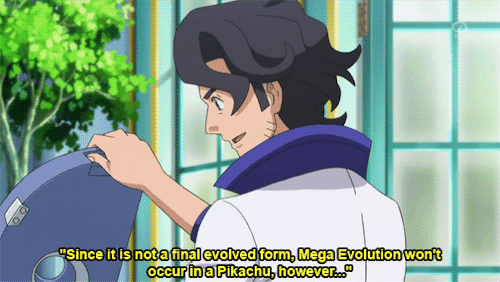 "Since it is not a final evolved form, Mega Evolution won't
occur in a Pikachu, however..."